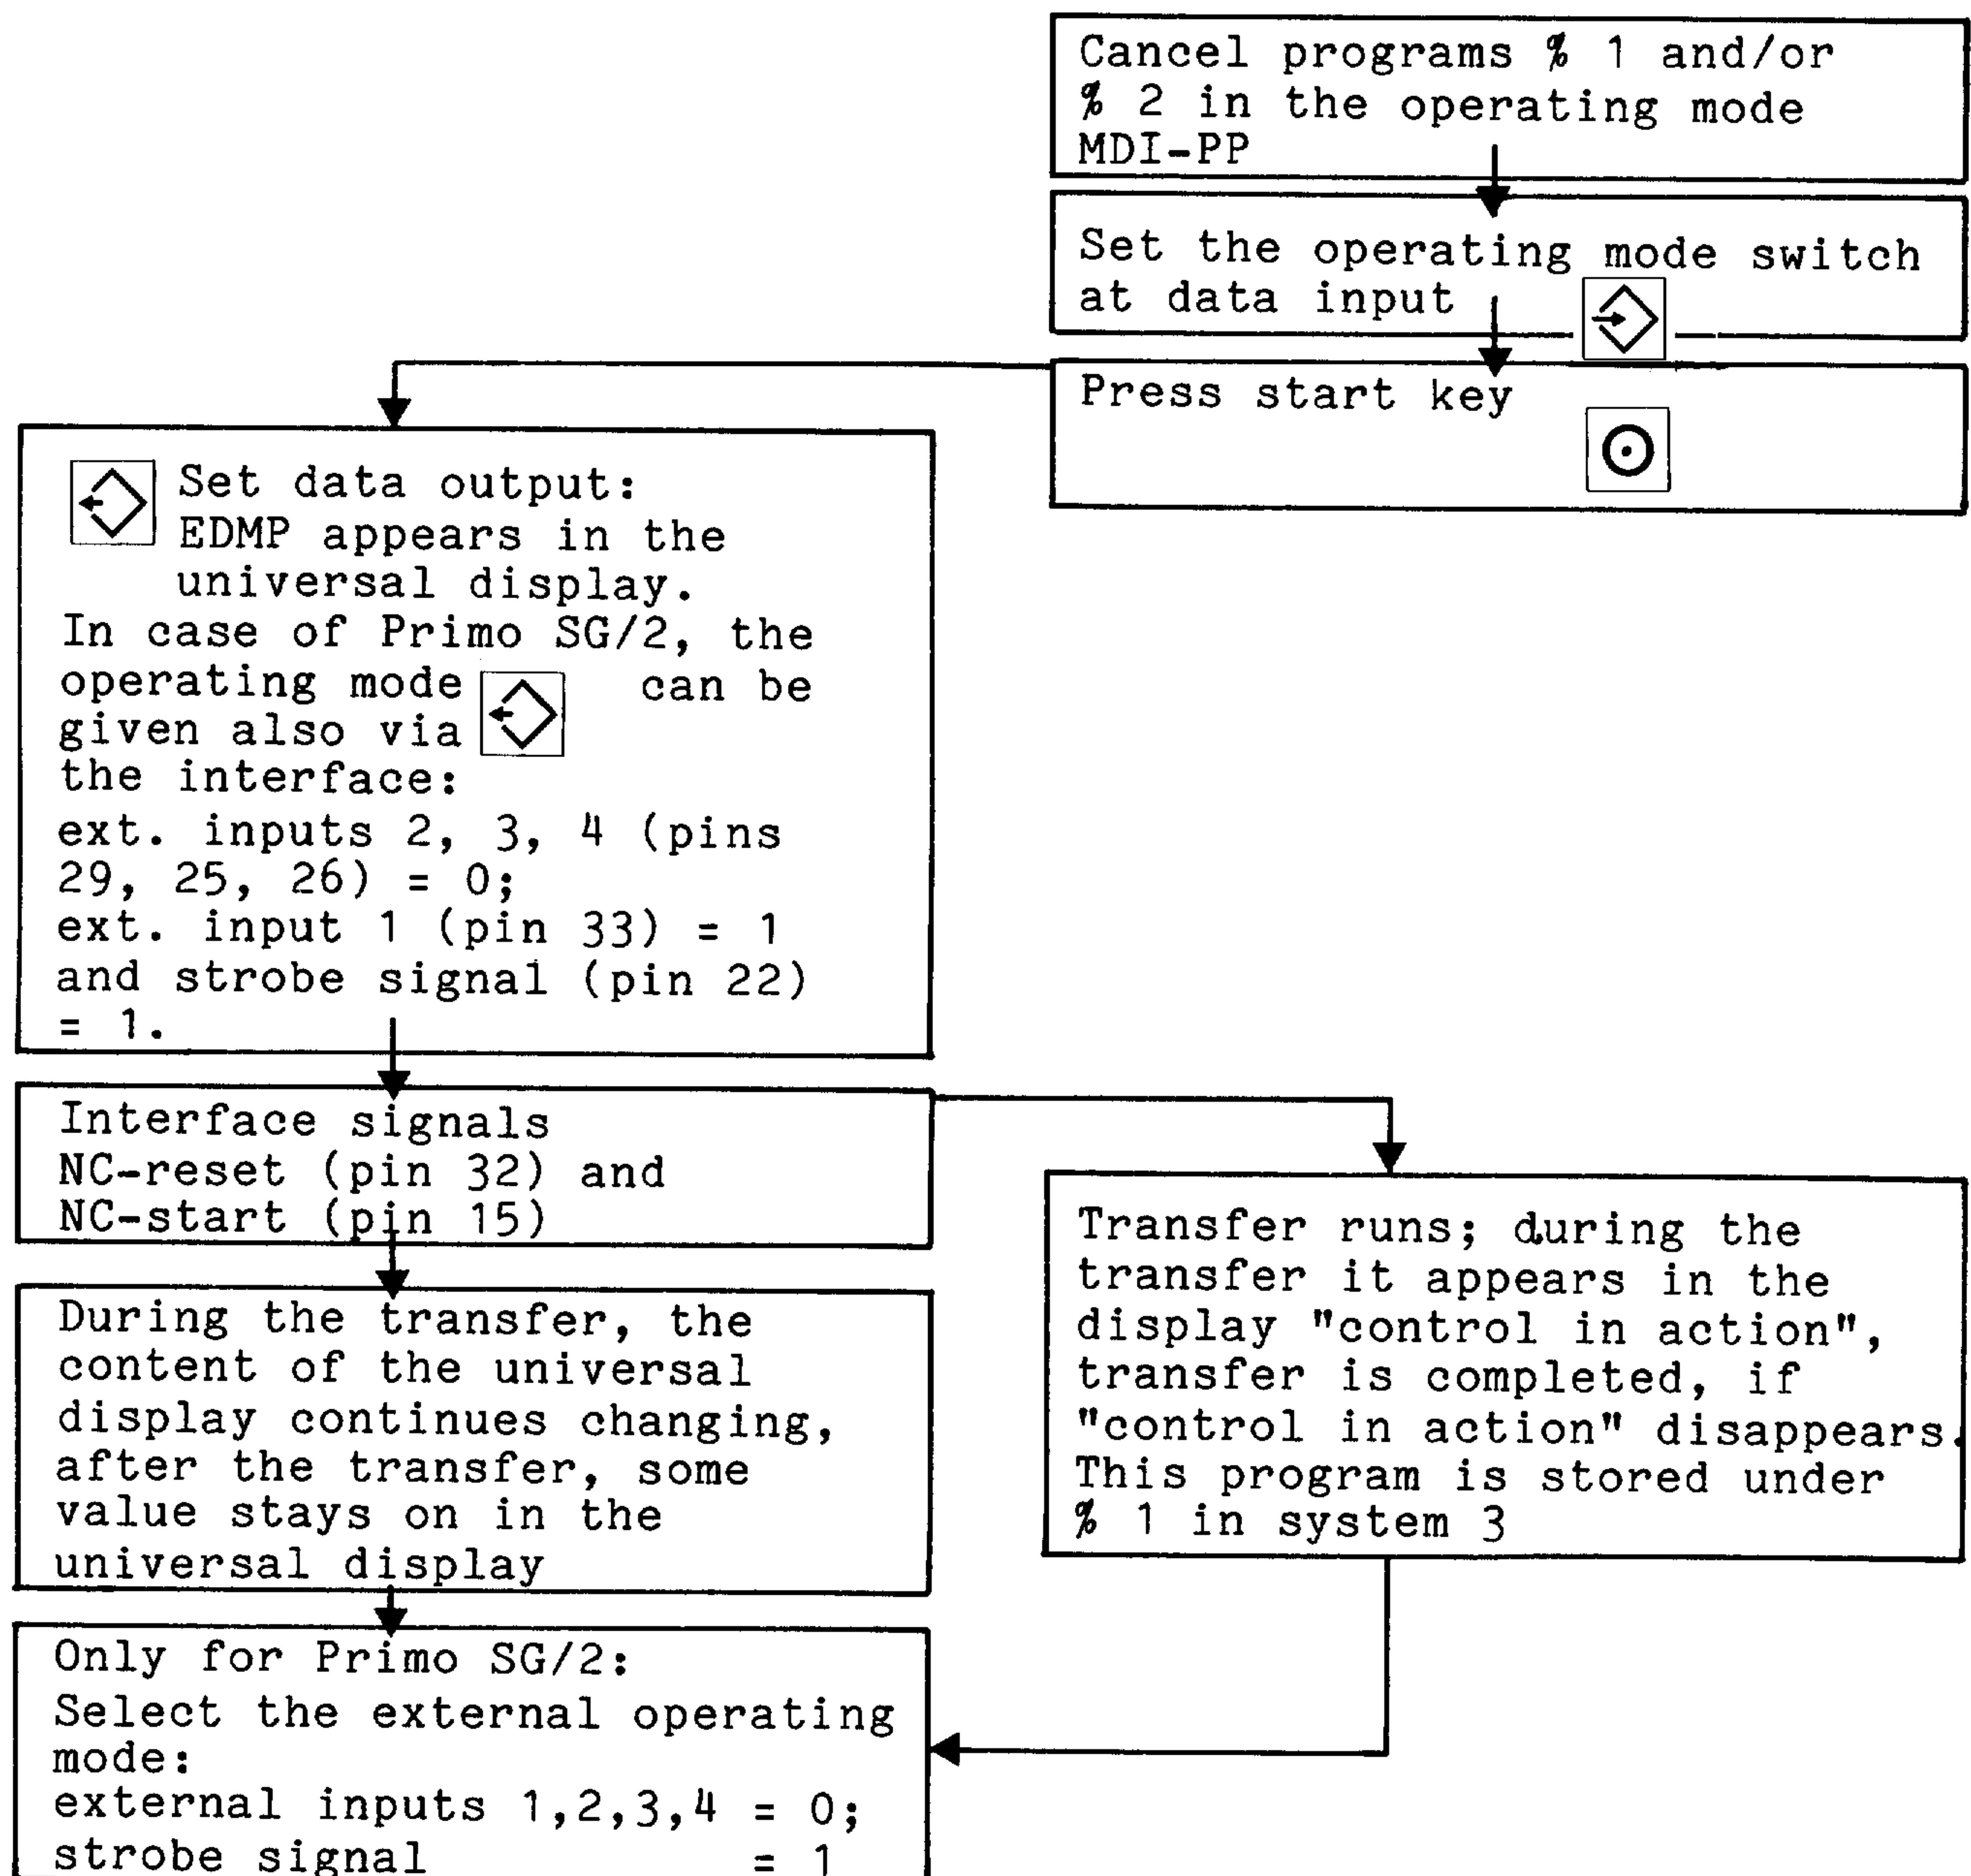 Cancel programs % 1 and/or
% 2 in the operating mode
MDI-PP
Set the operating mode switch
at data input
Press start key
Set data output:
EDMP appears in the
universal display.
In case of Primo SG/2, the
operating mode can be
given also via
the interface:
ext. inputs 2, 3, 4 (pins
29, 25, 26) = 0;
ext. input 1 (pin 33) = 1
and strobe signal (pin 22)
= 1.
Interface signals
NC-reset (pin 32) and
NC-start (pin 15)
Transfer runs; during the
transfer it appears in the
display "control in action",
transfer is completed, if
"control in action" disappears.
This program is stored under
% 1 in system 3
During the transfer, the
content of the universal
display continues changing,
after the transfer, some
value stays on in the
universal display
Only for Primo SG/2:
Select the external operating
mode:
external inputs 1,2,3,4 = 0;
strobe signal = 1